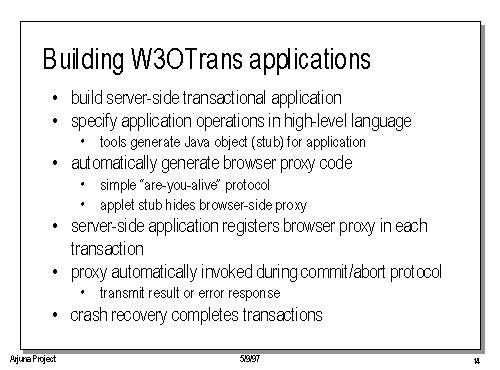 Building W3OTrans applications
• build server-side transactional application
• specify application operations in high-level language
• tools generate Java object (stub) for application
• automatically generate browser proxy code
• simple "are-you-alive" protocol
• applet stub hides browser-side proxy
• server-side application registers browser proxy in each
transaction
• proxy automatically invoked during commit/abort protocol
• transmit result or error response
• crash recovery completes transactions
Arjuna Project 5/9/97 14